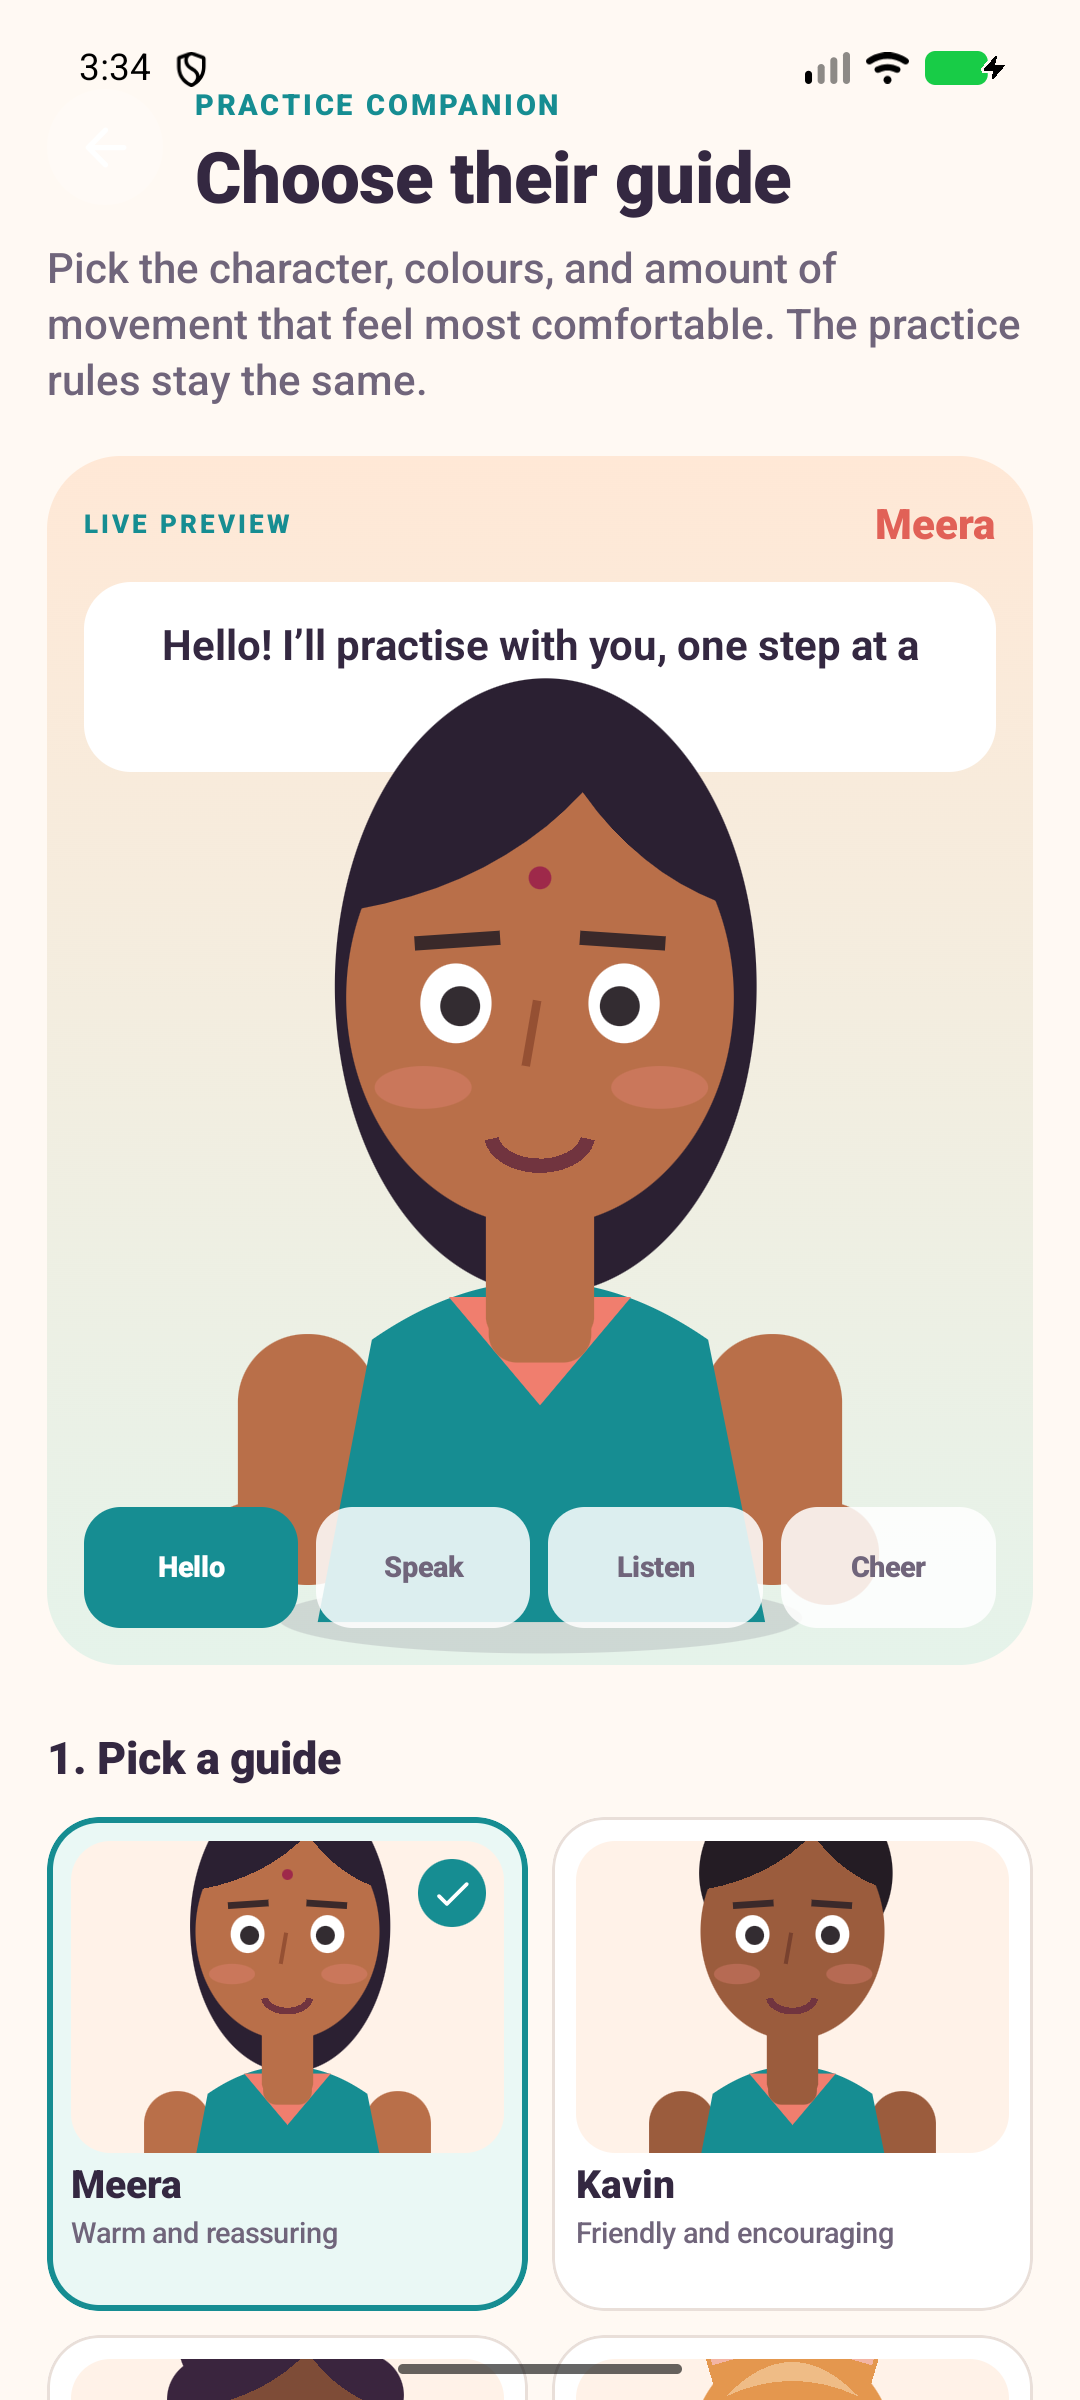 3:34
PRACTICE COMPANION
Choose their guide
Pick the character, colours, and amount of
movement that feel most comfortable. The practice
rules stay the same.
LIVE PREVIEW
Meera
Hello! I’ll practise with you, one step at a
Hello
Speak
Listen
Cheer
1. Pick a guide
Meera
Warm and reassuring
Kavin
Friendly and encouraging